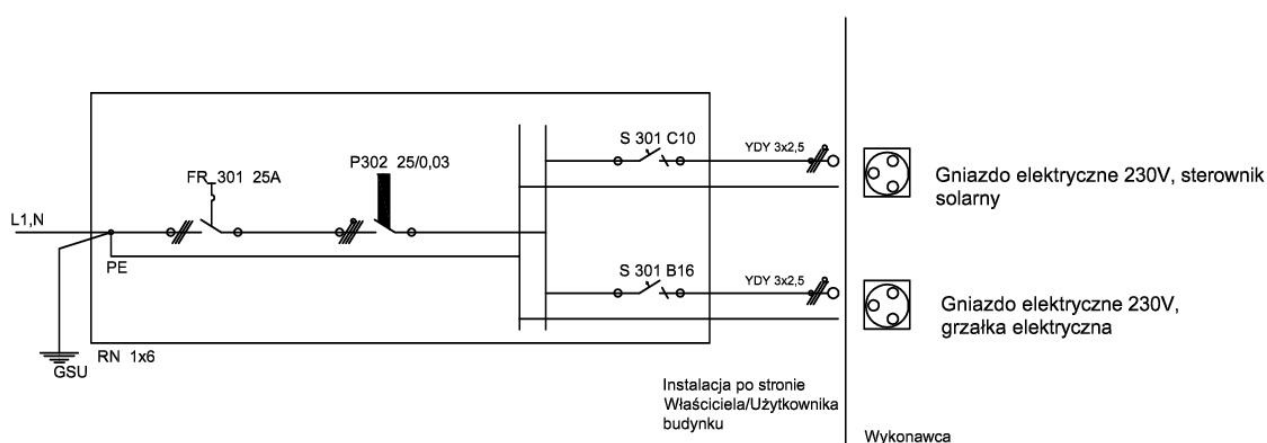 S 301 C10
YDY 3x2,5
P302 25/0,03
FR 301 25A
Gniazdo elektryczne 230V, sterownik
solarny
L1,N
PE
S 301 B16
YDY 3x2,5
Gniazdo elektryczne 230V,
grzałka elektryczna
RN 1x6
GSU
Instalacja po stronie
Właściciela/Użytkownika
budynku
Wykonawca